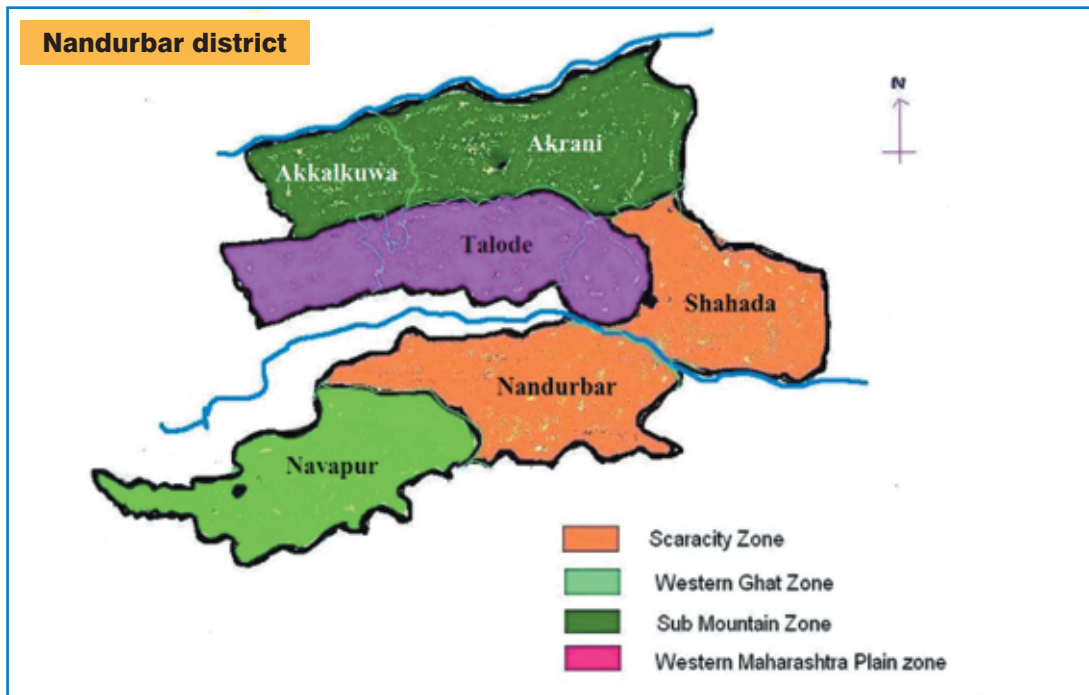 Nandurbar district
N
Akrani
Akkalkuwa
Talode
Shahada
Nandurbar
Navapur
Scaracity Zone
Western Ghat Zone
Sub Mountain Zone
Western Maharashtra Plain zone